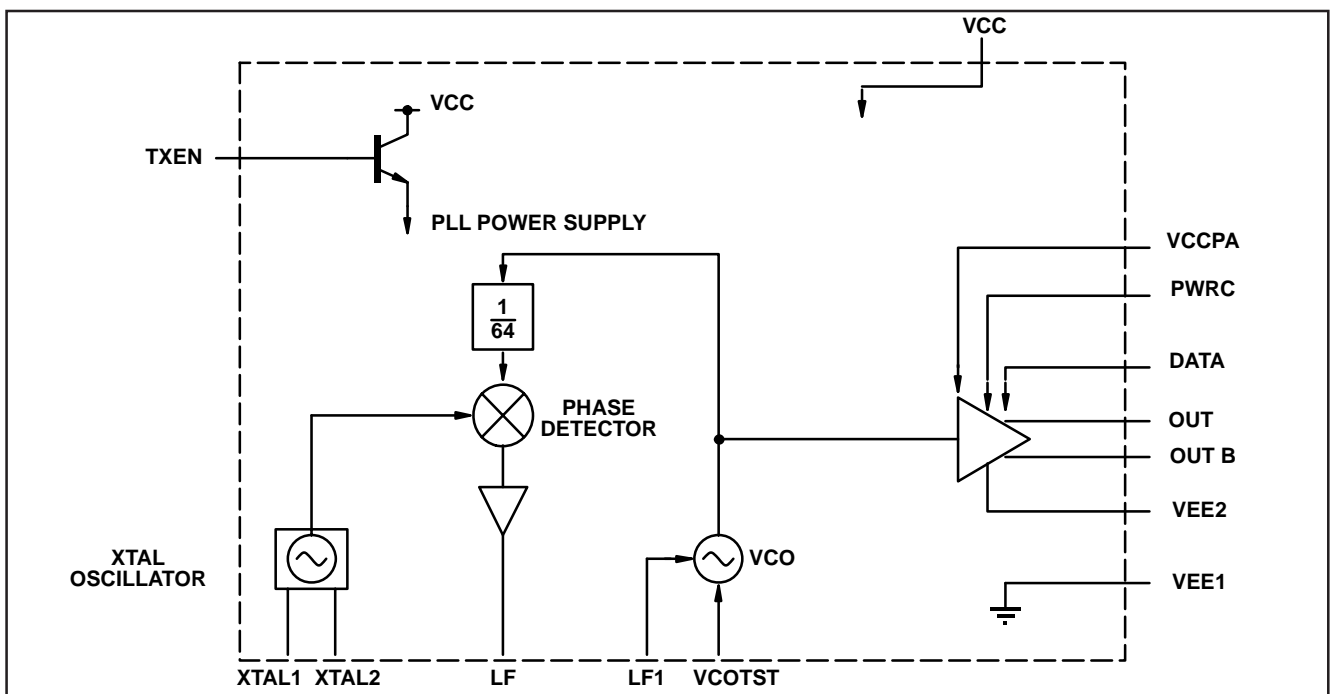 VCC
VCC
TXEN
PLL POWER SUPPLY
VCCPA
PWRC
1
64
DATA
PHASE
DETECTOR
OUT
OUT B
VEE2
XTAL
OSCILLATOR
VCO
VEE1
XTAL1 XTAL2 LF LF1 VCOTST